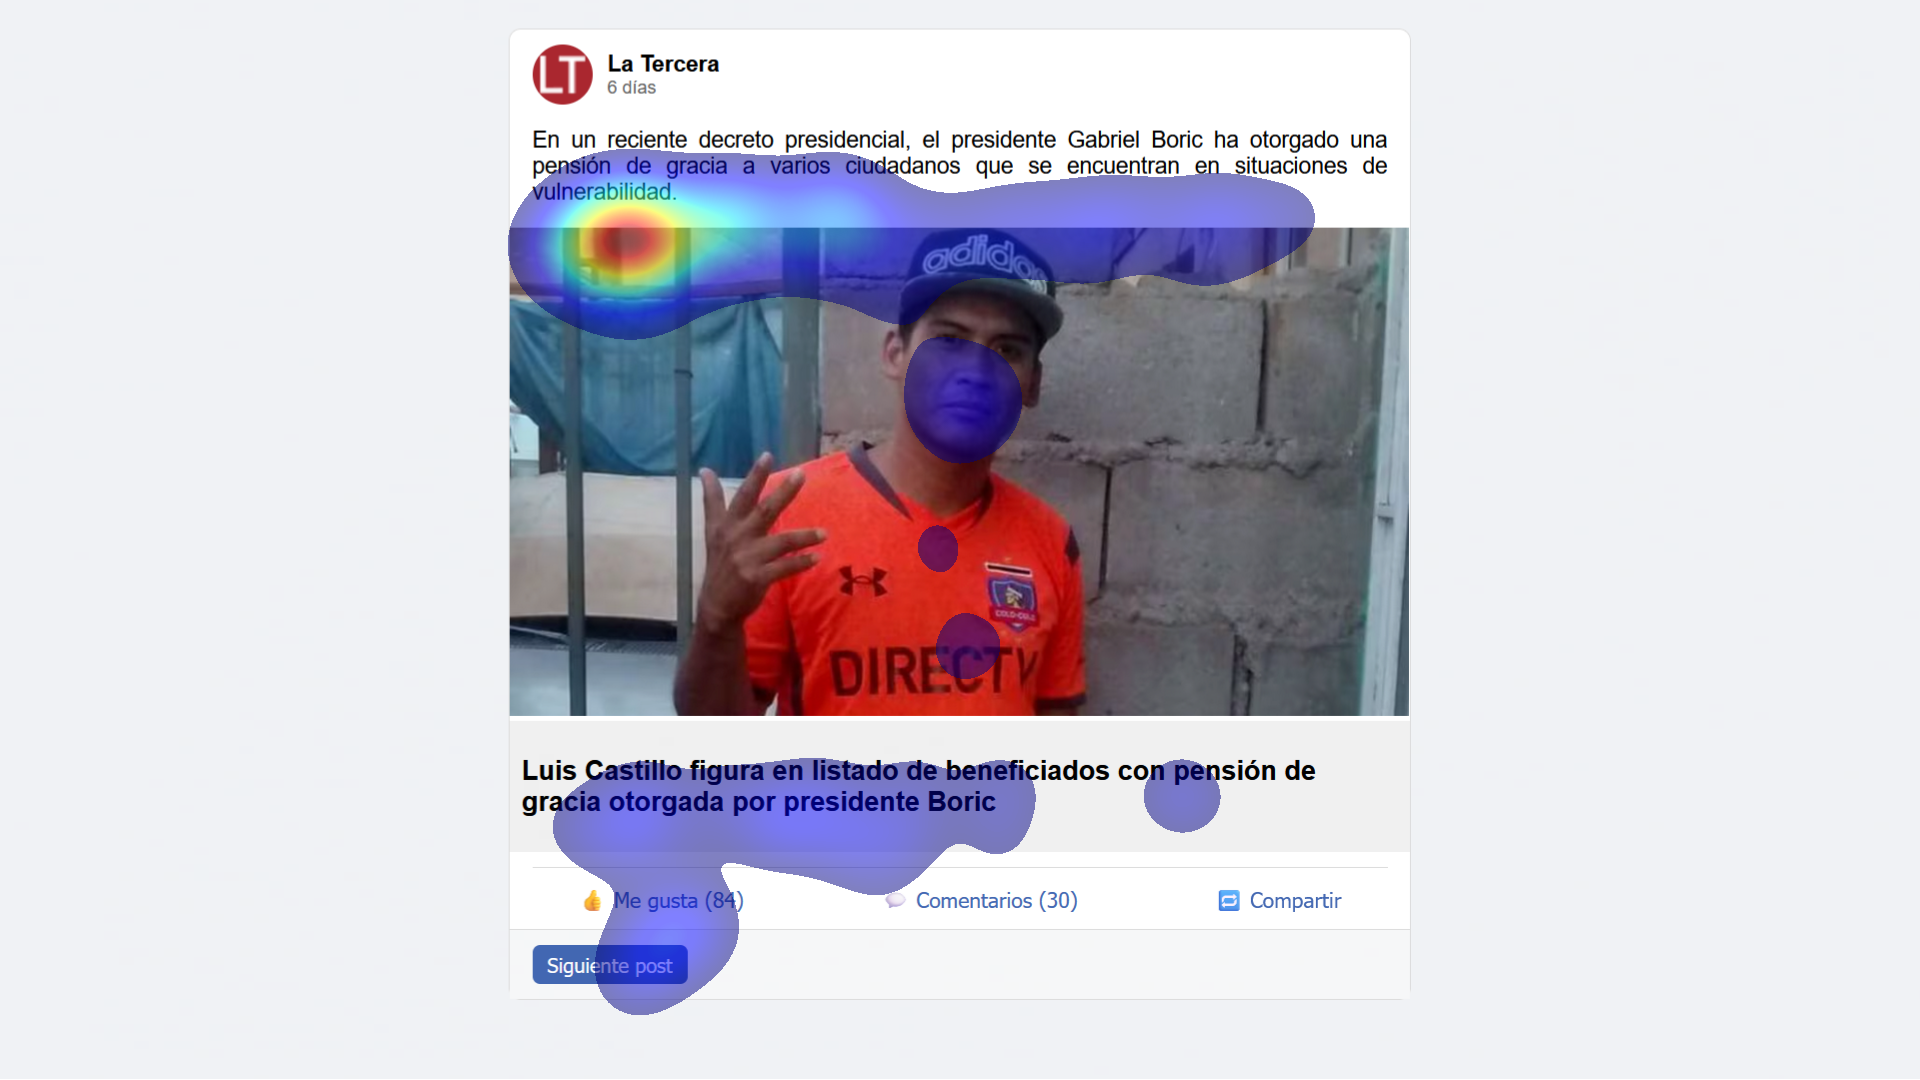 LT
La Tercera
6 días
En un reciente decreto presidencial, el presidente Gabriel Boric ha otorgado una
pensión de gracia a varios ciudadanos que se encuentran en situaciones de
vulnerabilidad.
adidas
COLO-COLO
DIRECTV
Luis Castillo figura en listado de beneficiados con pensión de
gracia otorgada por presidente Boric
Me gusta (84)
Comentarios (30)
Compartir
Siguiente post